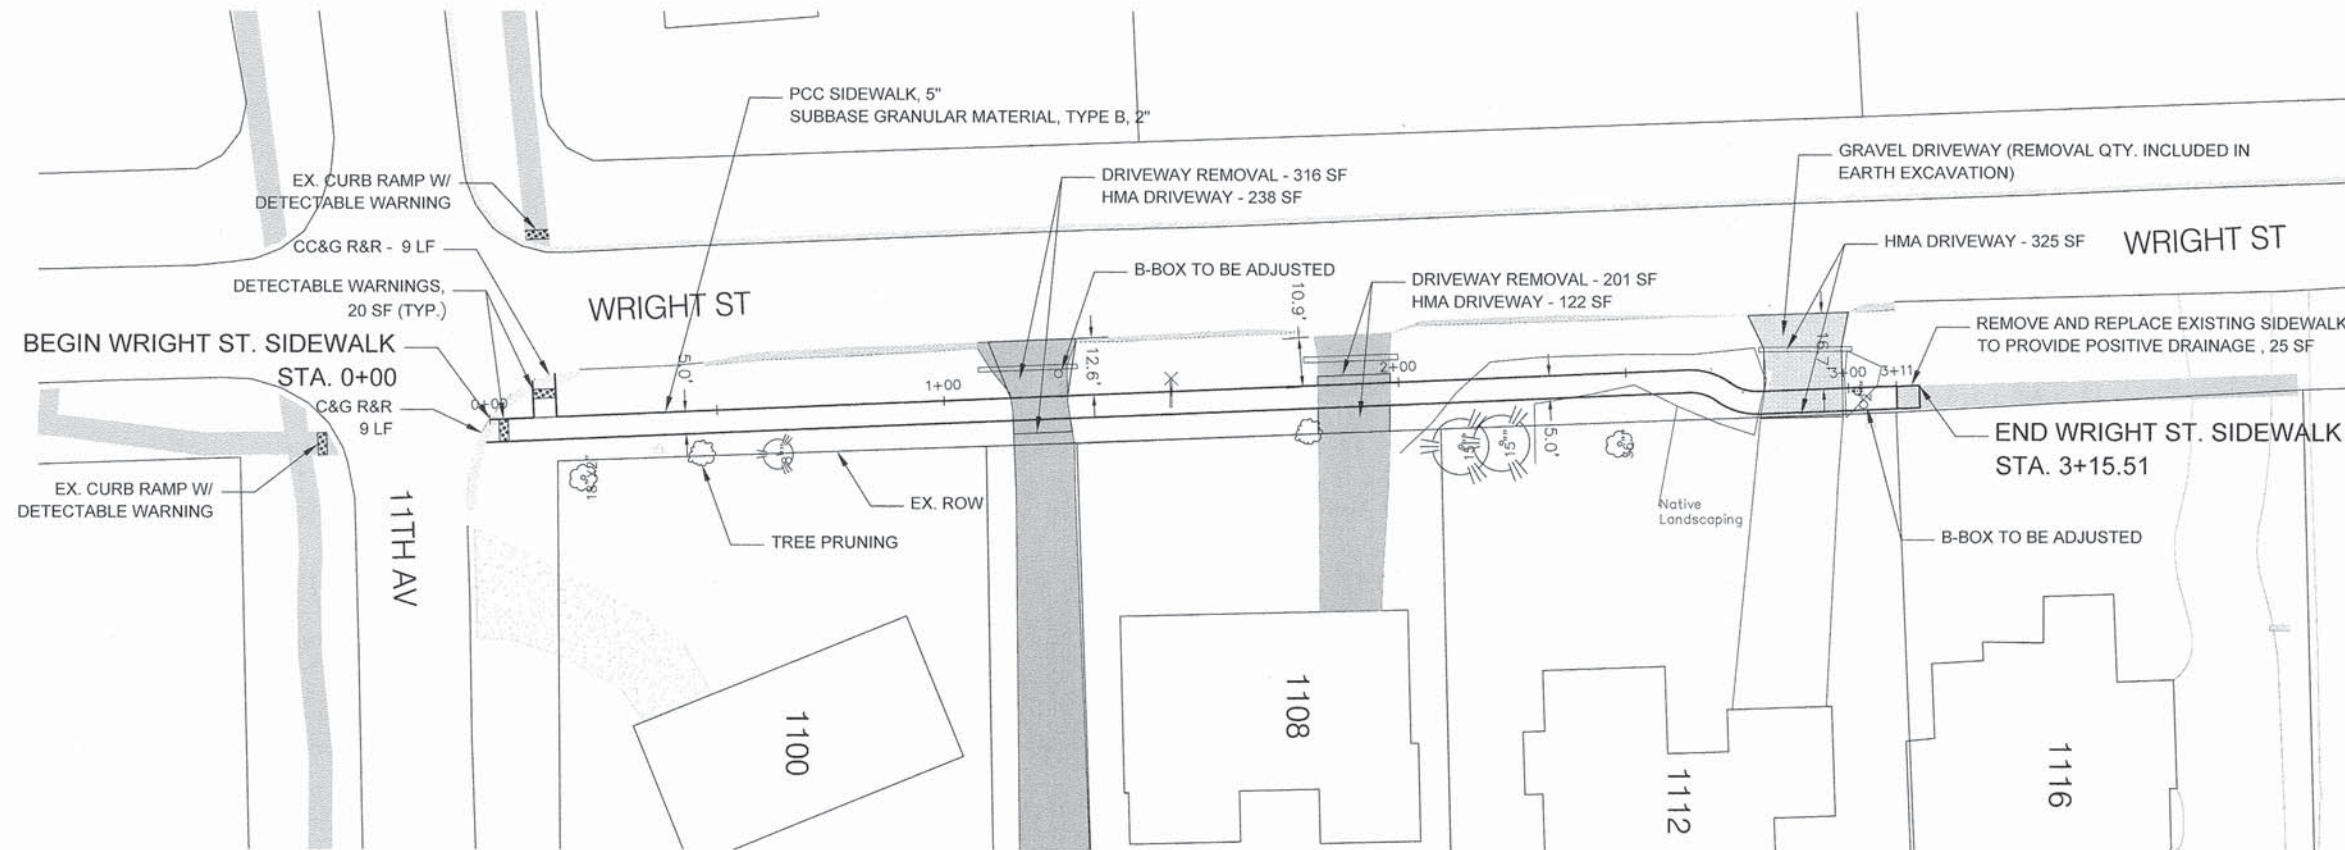 PCC SIDEWALK, 5"
SUBBASE GRANULAR MATERIAL, TYPE B, 2"
EX. CURB RAMP W/
DETECTABLE WARNING
CC&G R&R - 9 LF
DETECTABLE WARNINGS,
20 SF (TYP.)
BEGIN WRIGHT ST. SIDEWALK
STA. 0+00
C&G R&R
9 LF
EX. CURB RAMP W/
DETECTABLE WARNING
11TH AV
WRIGHT ST
DRIVEWAY REMOVAL - 316 SF
HMA DRIVEWAY - 238 SF
B-BOX TO BE ADJUSTED
DRIVEWAY REMOVAL - 201 SF
HMA DRIVEWAY - 122 SF
GRAVEL DRIVEWAY (REMOVAL QTY. INCLUDED IN
EARTH EXCAVATION)
HMA DRIVEWAY - 325 SF
WRIGHT ST
REMOVE AND REPLACE EXISTING SIDEWALK
TO PROVIDE POSITIVE DRAINAGE , 25 SF
END WRIGHT ST. SIDEWALK
STA. 3+15.51
B-BOX TO BE ADJUSTED
0+00
5.0'
1+00
12.6'
10.9'
2+00
16.7'
3+00
3+11
5.0'
8"
15"
15"
EX. ROW
TREE PRUNING
Native
Landscaping
1100
1108
1112
1116